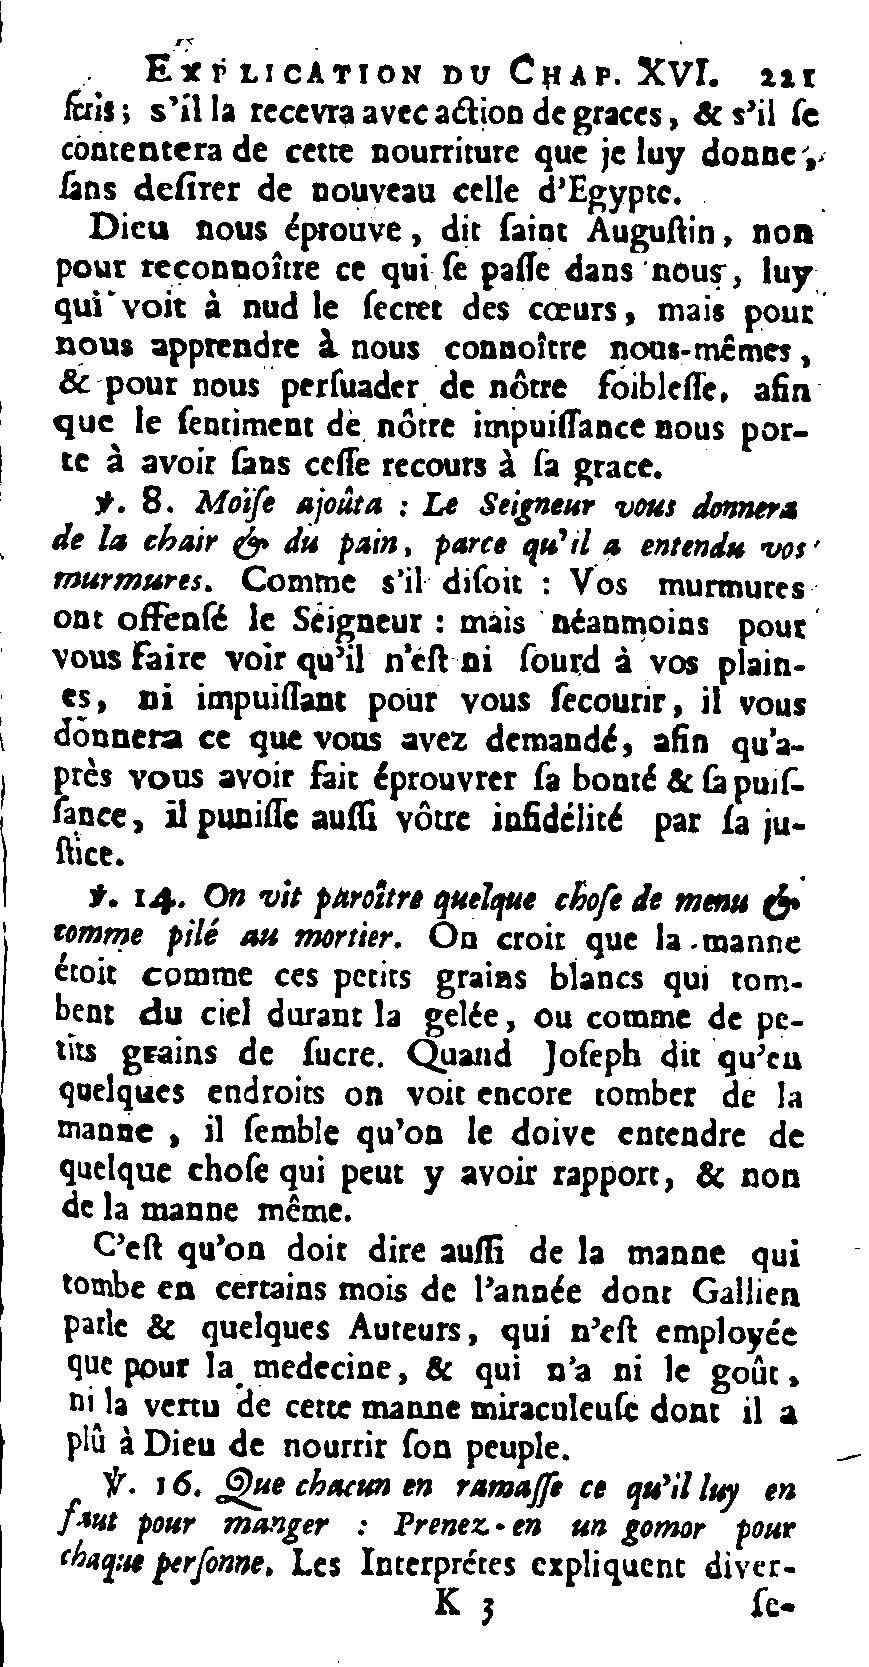 EXPLICATION DU CHAP. XVI. 221
ſeris; s'il la recevra avec action de graces, & s'il ſe
contentera de cette nourriture que je luy donne,
ſans deſirer de nouveau celle d'Egypte.
Dieu nous éprouve, dit ſaint Auguſtin, non
pour reconnoître ce qui ſe paſſe dans nous, luy
qui voit à nud le ſecret des cœurs, mais pour
nous apprendre à nous connoître nous-mêmes,
& pour nous perſuader de nôtre foibleſſe, afin
que le ſentiment de nôtre impuiſſance nous por-
te à avoir ſans ceſſe recours à ſa grace.
℣. 8. Moïſe ajoûta : Le Seigneur vous donnera
de la chair & du pain, parce qu'il a entendu vos
murmures. Comme s'il diſoit : Vos murmures
ont offenſé le Seigneur : mais néanmoins pour
vous faire voir qu'il n'eſt ni ſourd à vos plain-
es, ni impuiſſant pour vous ſecourir, il vous
donnera ce que vous avez demandé, afin qu'a-
près vous avoir fait éprouvrer ſa bonté & ſa puiſ-
ſance, il puniſſe auſſi vôtre infidélité par ſa ju-
ſtice.
℣. 14. On vit paroître quelque choſe de menu &
comme pilé au mortier. On croit que la manne
étoit comme ces petits grains blancs qui tom-
bent du ciel durant la gelée, ou comme de pe-
tits grains de ſucre. Quand Joſeph dit qu'en
quelques endroits on voit encore tomber de la
manne, il ſemble qu'on le doive entendre de
quelque choſe qui peut y avoir rapport, & non
de la manne même.
C'eſt qu'on doit dire auſſi de la manne qui
tombe en certains mois de l'année dont Gallien
parle & quelques Auteurs, qui n'eſt employée
que pour la medecine, & qui n'a ni le goût,
ni la vertu de cette manne miraculeuſe dont il a
plû à Dieu de nourrir ſon peuple.
℣. 16. Que chacun en ramaſſe ce qu'il luy en
faut pour manger : Prenez-en un gomor pour
chaque perſonne. Les Interprétes expliquent diver-
K 3 ſe-